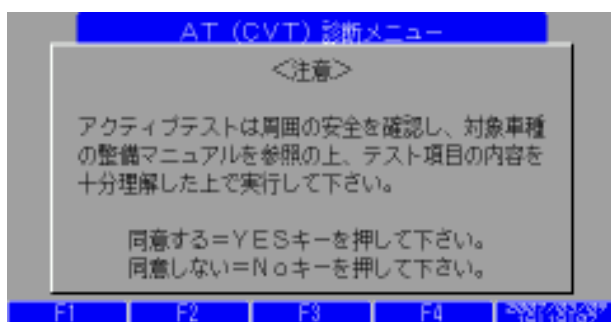 AT（CVT）診断メニュー
＜注意＞
アクティブテストは周囲の安全を確認し、対象車種
の整備マニュアルを参照の上、テスト項目の内容を
十分理解した上で実行して下さい。
同意する＝YESキーを押して下さい。
同意しない＝Noキーを押して下さい。
F1 F2 F3 F4